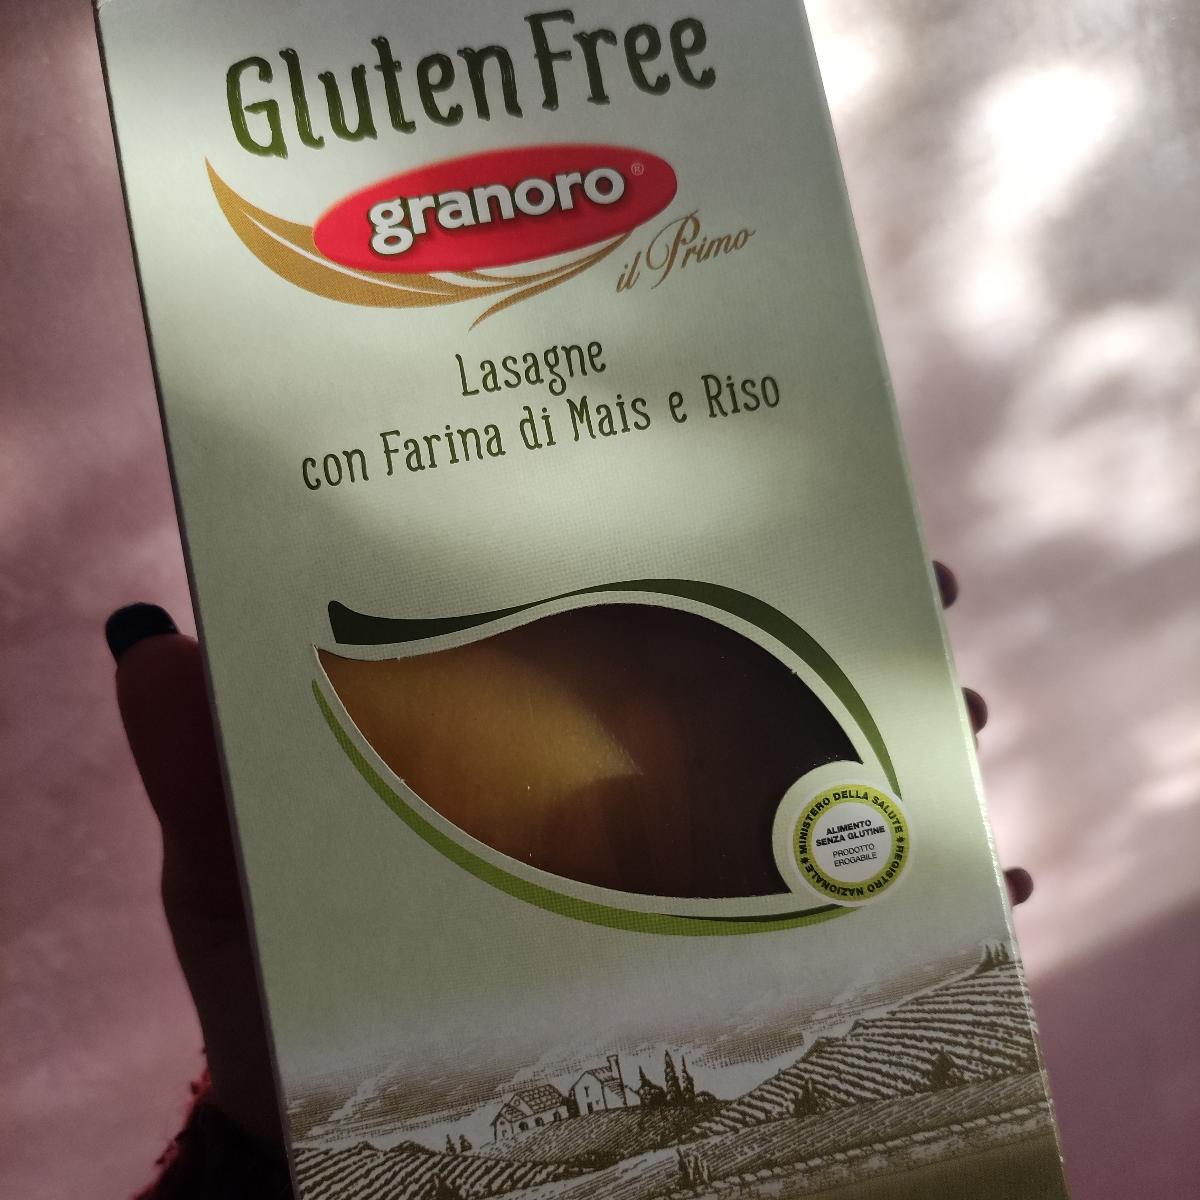 Gluten Free
granoro®
il Primo
Lasagne
con Farina di Mais e Riso
MINISTERO DELLA SALUTE * REGISTRO NAZIONALE *
ALIMENTO
SENZA GLUTINE
PRODOTTO
EROGABILE